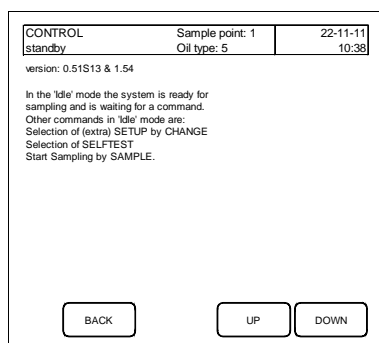 CONTROL Sample point: 1 22-11-11
standby Oil type: 5 10:38
version: 0.51S13 & 1.54
In the 'Idle' mode the system is ready for
sampling and is waiting for a command.
Other commands in 'Idle' mode are:
Selection of (extra) SETUP by CHANGE
Selection of SELFTEST
Start Sampling by SAMPLE.
BACK UP DOWN